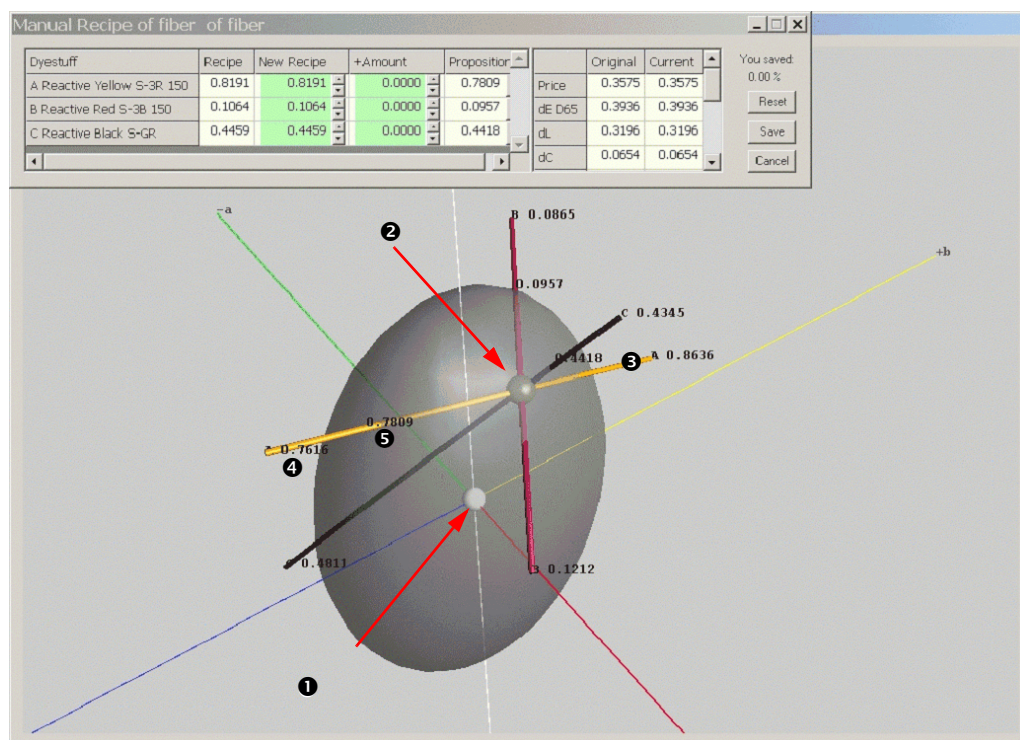 Manual Recipe of fiber of fiber
Dyestuff Recipe New Recipe +Amount Proposition
A Reactive Yellow S-3R 150 0.8191 0.8191 0.0000 0.7809
B Reactive Red S-3B 150 0.1064 0.1064 0.0000 0.0957
C Reactive Black S-GR 0.4459 0.4459 0.0000 0.4418
Original Current
Price 0.3575 0.3575
dE D65 0.3936 0.3936
dL 0.3196 0.3196
dC 0.0654 0.0654
You saved:
0.00 %
Reset
Save
Cancel
-a
B 0.0865
❷
+b
0.0957
C 0.4345
0.4418
❸
A 0.8636
0.7809
❺
0.7616
❹
0.4811
0.1212
❶